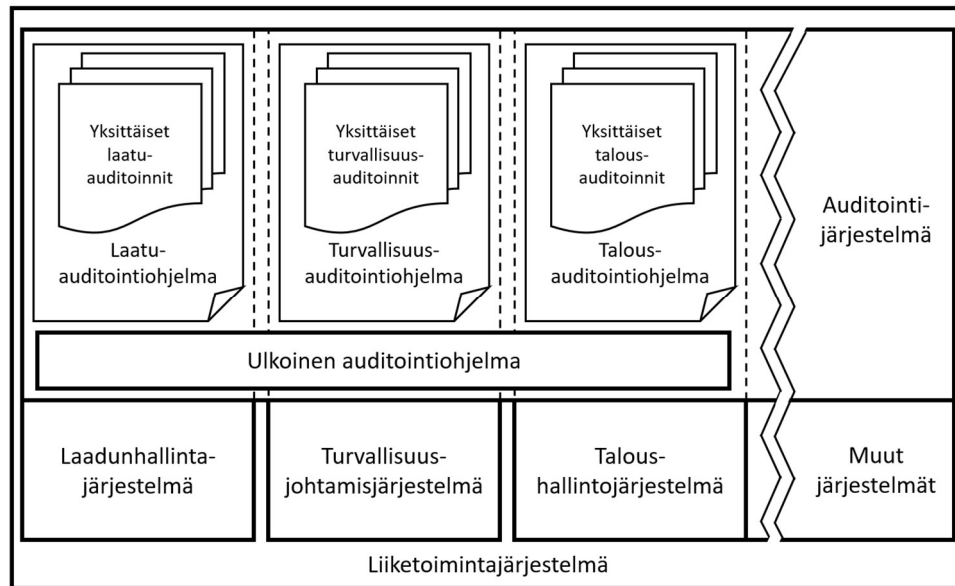 Yksittäiset
laatu-
auditoinnit
Laatu-
auditointiohjelma
Yksittäiset
turvallisuus-
auditoinnit
Turvallisuus-
auditointiohjelma
Yksittäiset
talous-
auditoinnit
Talous-
auditointiohjelma
Auditointi-
järjestelmä
Ulkoinen auditointiohjelma
Laadunhallinta-
järjestelmä
Turvallisuus-
johtamisjärjestelmä
Talous-
hallintojärjestelmä
Muut
järjestelmät
Liiketoimintajärjestelmä